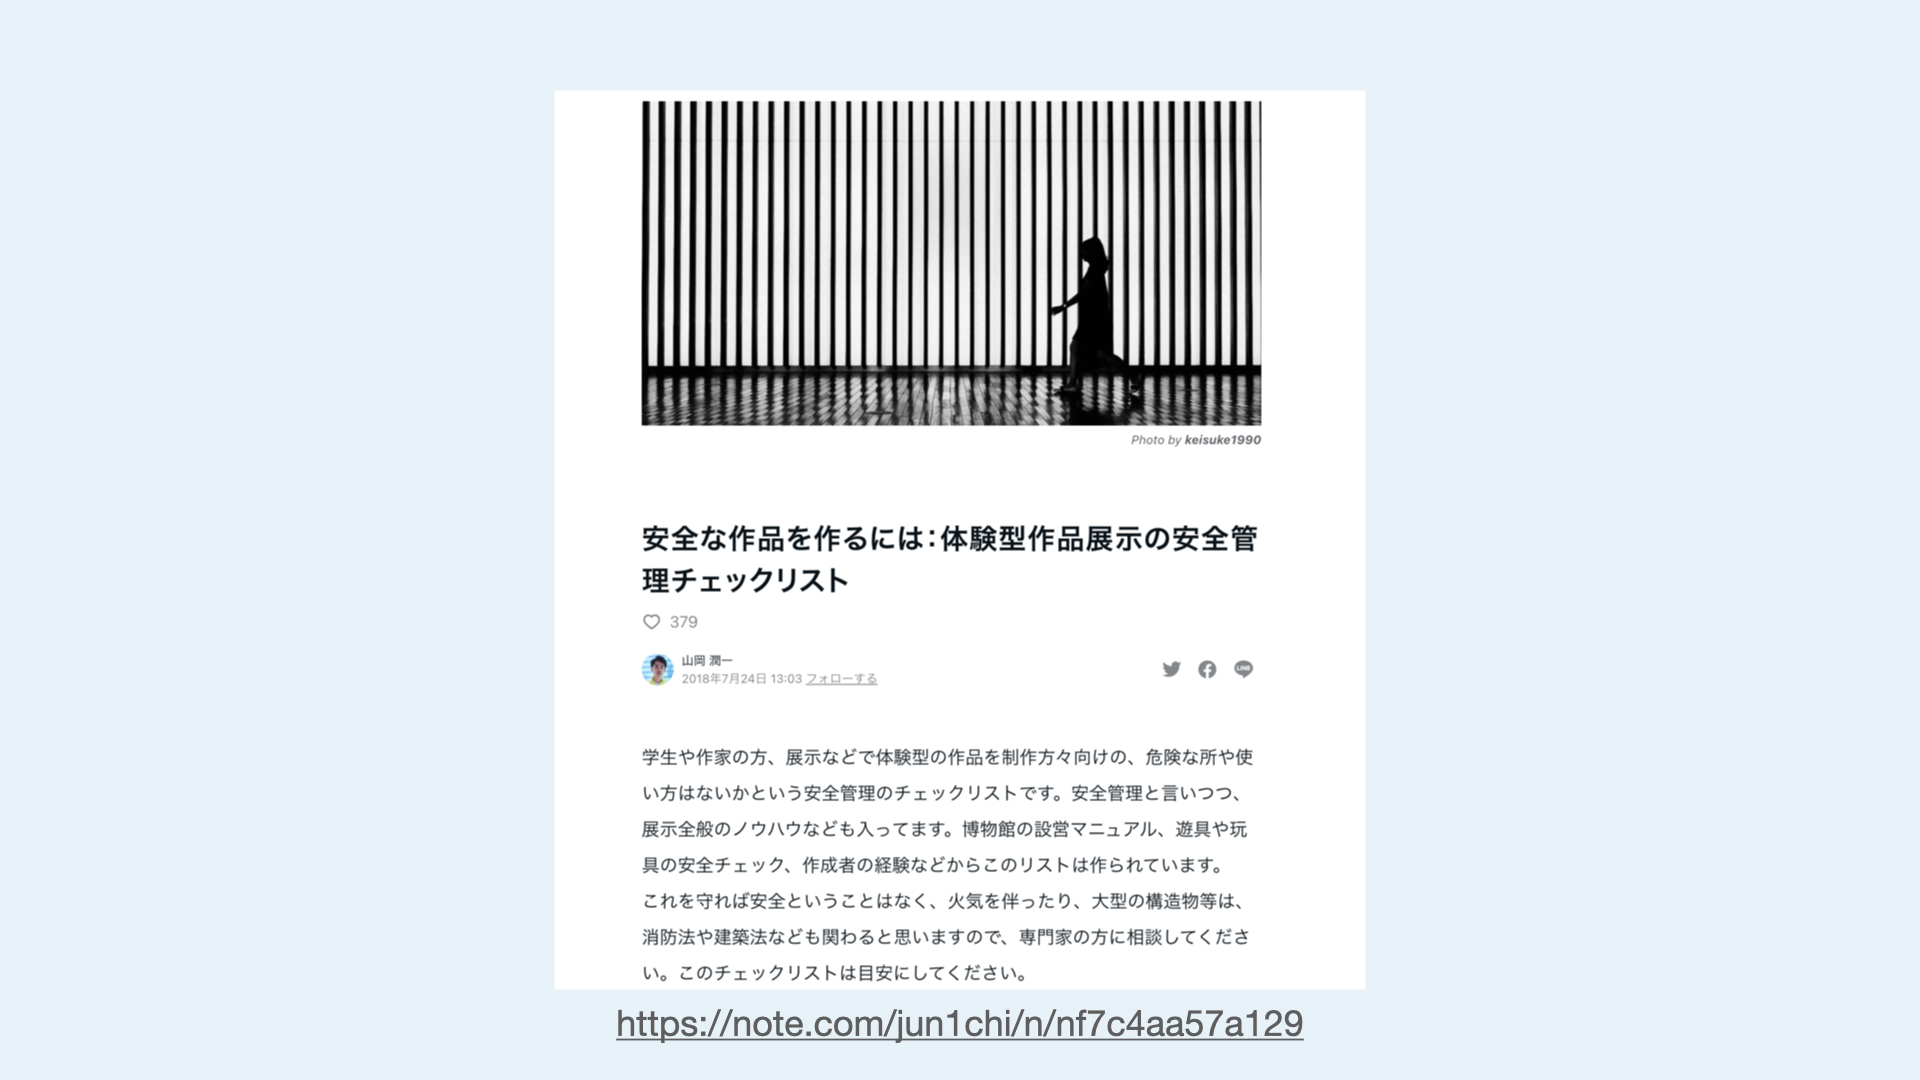 Photo by keisuke1990
安全な作品を作るには：体験型作品展示の安全管
理チェックリスト
379
山岡 潤一
2018年7月24日 13:03 フォローする
LINE
学生や作家の方、展示などで体験型の作品を制作方々向けの、危険な所や使
い方はないかという安全管理のチェックリストです。安全管理と言いつつ、
展示全般のノウハウなども入ってます。博物館の設営マニュアル、遊具や玩
具の安全チェック、作成者の経験などからこのリストは作られています。
これを守れば安全ということはなく、火気を伴ったり、大型の構造物等は、
消防法や建築法なども関わると思いますので、専門家の方に相談してくださ
い。このチェックリストは目安にしてください。
https://note.com/jun1chi/n/nf7c4aa57a129